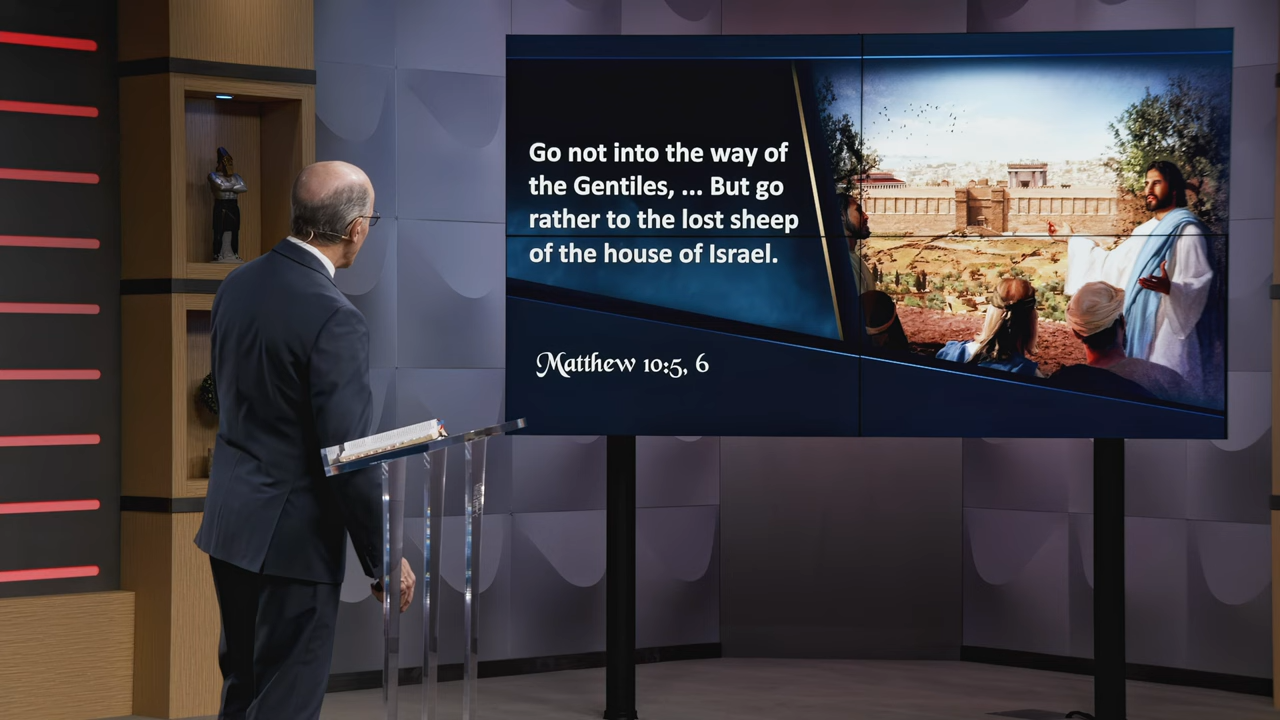 Go not into the way of
the Gentiles, ... But go
rather to the lost sheep
of the house of Israel.
Matthew 10:5, 6